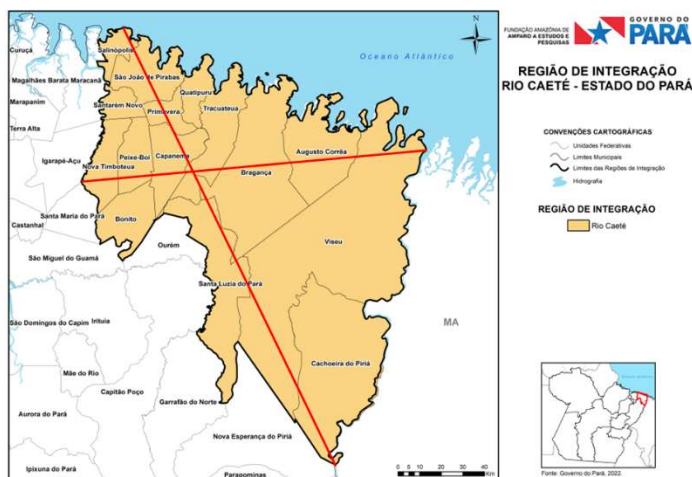 Curuçá
Salinópolis
Magalhães Barata
Maracanã
São João de Pirabas
Marapanim
Quatipuru
Santarém Novo
Primavera
Tracuateua
Terra Alta
Igarapé-Açu
Peixe-Boi
Capanema
Nova Timboteua
Augusto Corrêa
Bragança
Santa Maria do Pará
Bonito
Castanhal
Ourém
Viseu
São Miguel do Guamá
Santa Luzia do Pará
São Domingos do Capim
Irituia
MA
Cachoeira do Piriá
Mãe do Rio
Capitão Poço
Garrafão do Norte
Aurora do Pará
Nova Esperança do Piriá
Ipixuna do Pará
Paragominas
Oceano Atlântico
N
0 5 10 20 30 40
Km
FUNDAÇÃO AMAZÔNIA DE
AMPARO A ESTUDOS E
PESQUISAS
GOVERNO DO
PARÁ
REGIÃO DE INTEGRAÇÃO
RIO CAETÉ - ESTADO DO PARÁ
CONVENÇÕES CARTOGRÁFICAS
Unidades Federativas
Limites Municipais
Limites das Regiões de Integração
Hidrografia
REGIÃO DE INTEGRAÇÃO
Rio Caeté
Fonte: Governo do Pará, 2022.